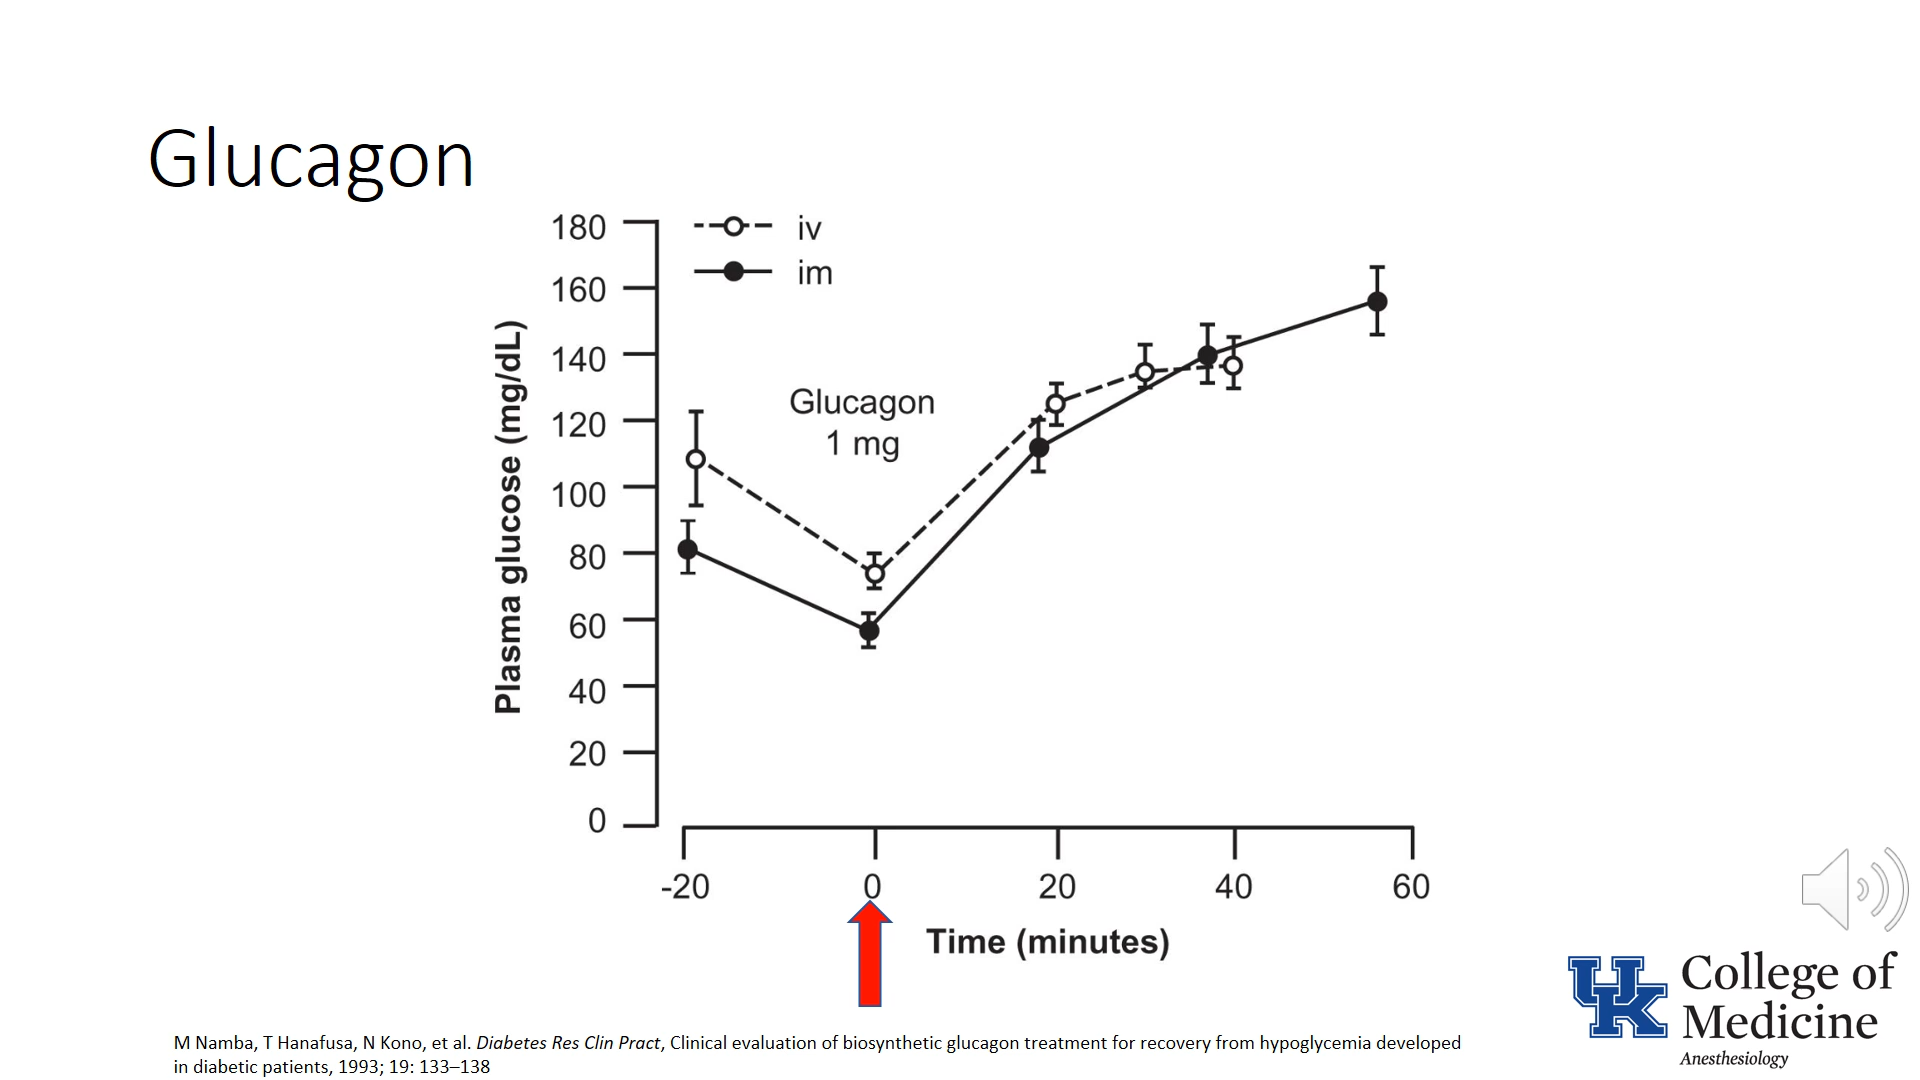 Glucagon
180
iv
im
160
140
120
100
80
60
40
20
0
Plasma glucose (mg/dL)
Glucagon
1 mg
-20
0
20
40
60
Time (minutes)
UK
College of
Medicine
Anesthesiology
M Namba, T Hanafusa, N Kono, et al. Diabetes Res Clin Pract, Clinical evaluation of biosynthetic glucagon treatment for recovery from hypoglycemia developed
in diabetic patients, 1993; 19: 133–138